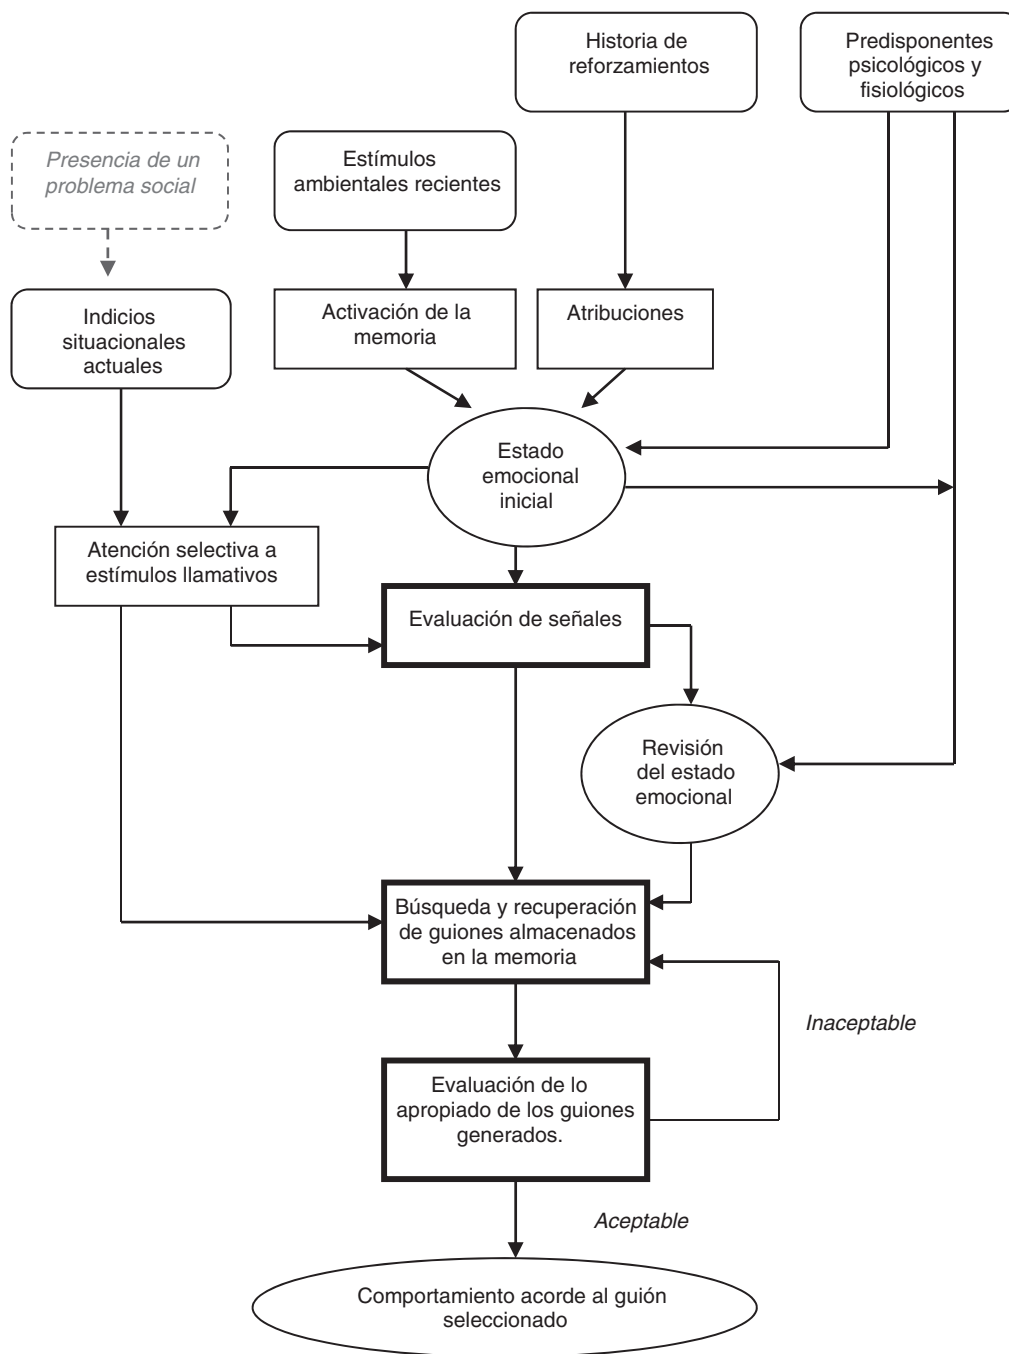 Historia de
reforzamientos
Predisponentes
psicológicos y
fisiológicos
Presencia de un
problema social
Estímulos
ambientales recientes
Indicios
situacionales
actuales
Activación de la
memoria
Atribuciones
Estado
emocional
inicial
Atención selectiva a
estímulos llamativos
Evaluación de señales
Revisión
del estado
emocional
Búsqueda y recuperación
de guiones almacenados
en la memoria
Inaceptable
Evaluación de lo
apropiado de los guiones
generados.
Aceptable
Comportamiento acorde al guión
seleccionado